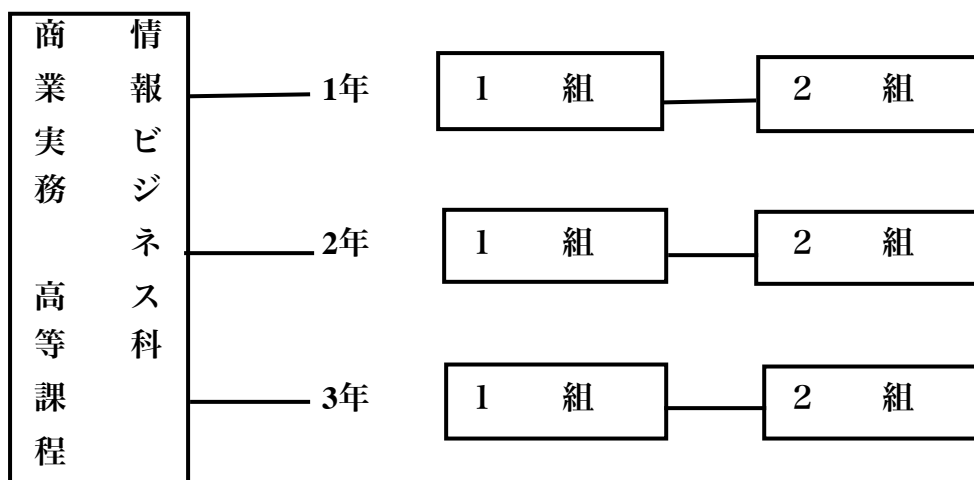 情報ビジネス科
商業実務 高等課程
1年
1 組
2 組
2年
1 組
2 組
3年
1 組
2 組